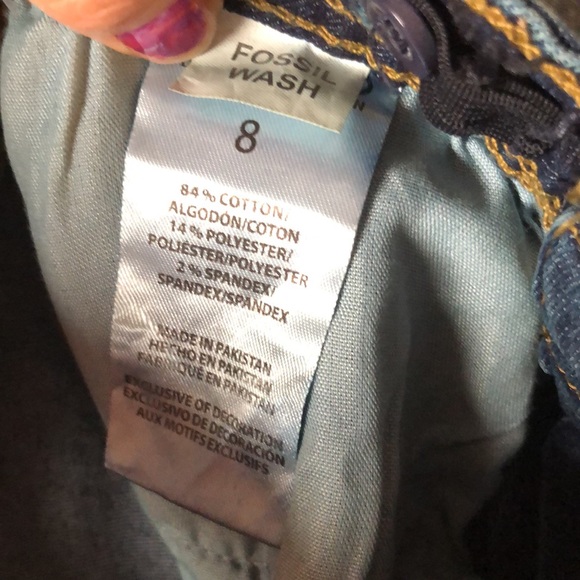 FOSSIL
WASH
8
84% COTTON/
ALGODÓN/COTON
14% POLYESTER/
POLIÉSTER/POLYESTER
2% SPANDEX/
SPANDEX/SPANDEX
MADE IN PAKISTAN
HECHO EN PAKISTAN
FABRIQUÉ EN PAKISTAN
EXCLUSIVE OF DECORATION
EXCLUSIVO DE DECORACIÓN
AUX MOTIFS EXCLUSIFS